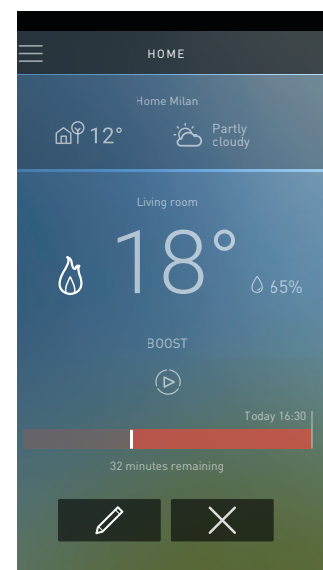 HOME
Home Milan
12°
Partly
cloudy
Living room
18°
65%
BOOST
Today 16:30
32 minutes remaining